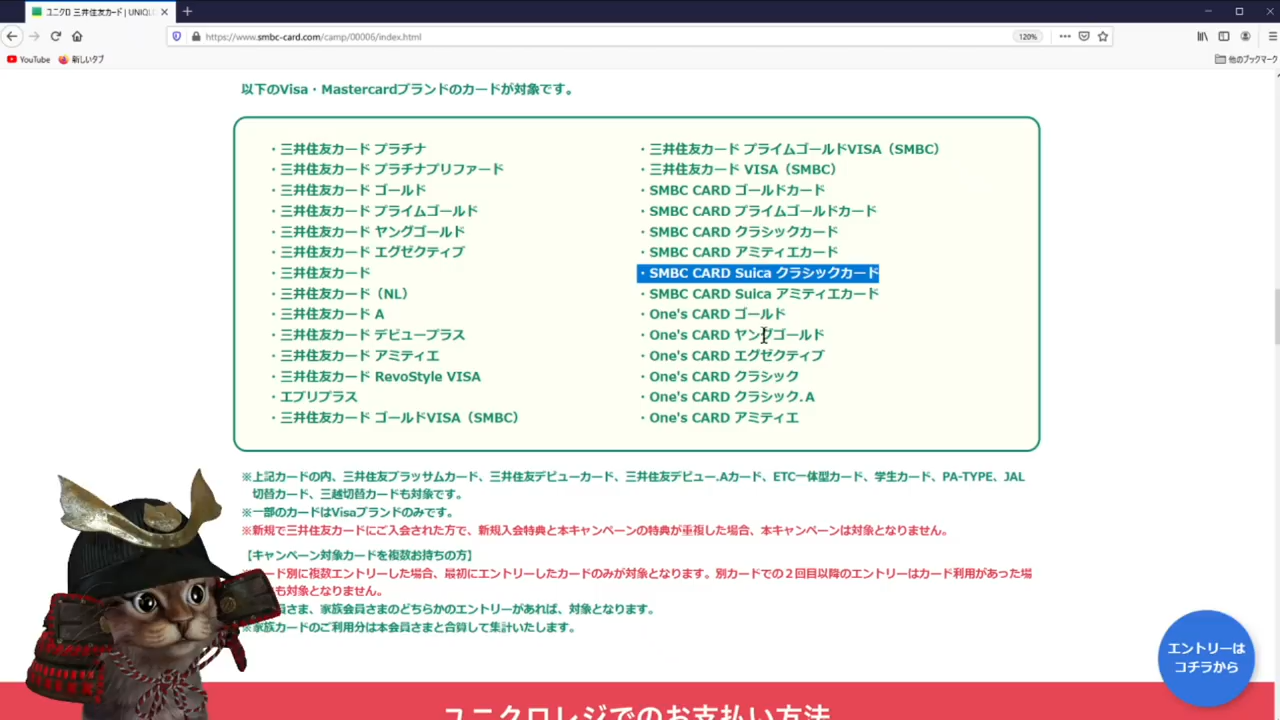 ユニクロ 三井住友カード | UNIQLO
https://www.smbc-card.com/camp/00006/index.html
120%
YouTube
新しいタブ
他のブックマーク
以下のVisa・Mastercardブランドのカードが対象です。
・三井住友カード プラチナ
・三井住友カード プラチナプリファード
・三井住友カード ゴールド
・三井住友カード プライムゴールド
・三井住友カード ヤングゴールド
・三井住友カード エグゼクティブ
・三井住友カード
・三井住友カード（NL）
・三井住友カード A
・三井住友カード デビュープラス
・三井住友カード アミティエ
・三井住友カード RevoStyle VISA
・エブリプラス
・三井住友カード ゴールドVISA（SMBC）
・三井住友カード プライムゴールドVISA（SMBC）
・三井住友カード VISA（SMBC）
・SMBC CARD ゴールドカード
・SMBC CARD プライムゴールドカード
・SMBC CARD クラシックカード
・SMBC CARD アミティエカード
・SMBC CARD Suica クラシックカード
・SMBC CARD Suica アミティエカード
・One's CARD ゴールド
・One's CARD ヤングゴールド
・One's CARD エグゼクティブ
・One's CARD クラシック
・One's CARD クラシック.A
・One's CARD アミティエ
※上記カードの内、三井住友ブラッサムカード、三井住友デビューカード、三井住友デビュー.Aカード、ETC一体型カード、学生カード、PA-TYPE、JAL
切替カード、三越切替カードも対象です。
※一部のカードはVisaブランドのみです。
※新規で三井住友カードにご入会された方で、新規入会特典と本キャンペーンの特典が重複した場合、本キャンペーンは対象となりません。
【キャンペーン対象カードを複数お持ちの方】
ード別に複数エントリーした場合、最初にエントリーしたカードのみが対象となります。別カードでの２回目以降のエントリーはカード利用があった場
も対象となりません。
員さま、家族会員さまのどちらかのエントリーがあれば、対象となります。
※家族カードのご利用分は本会員さまと合算して集計いたします。
エントリーは
コチラから
ユニクロレジでのお支払い方法